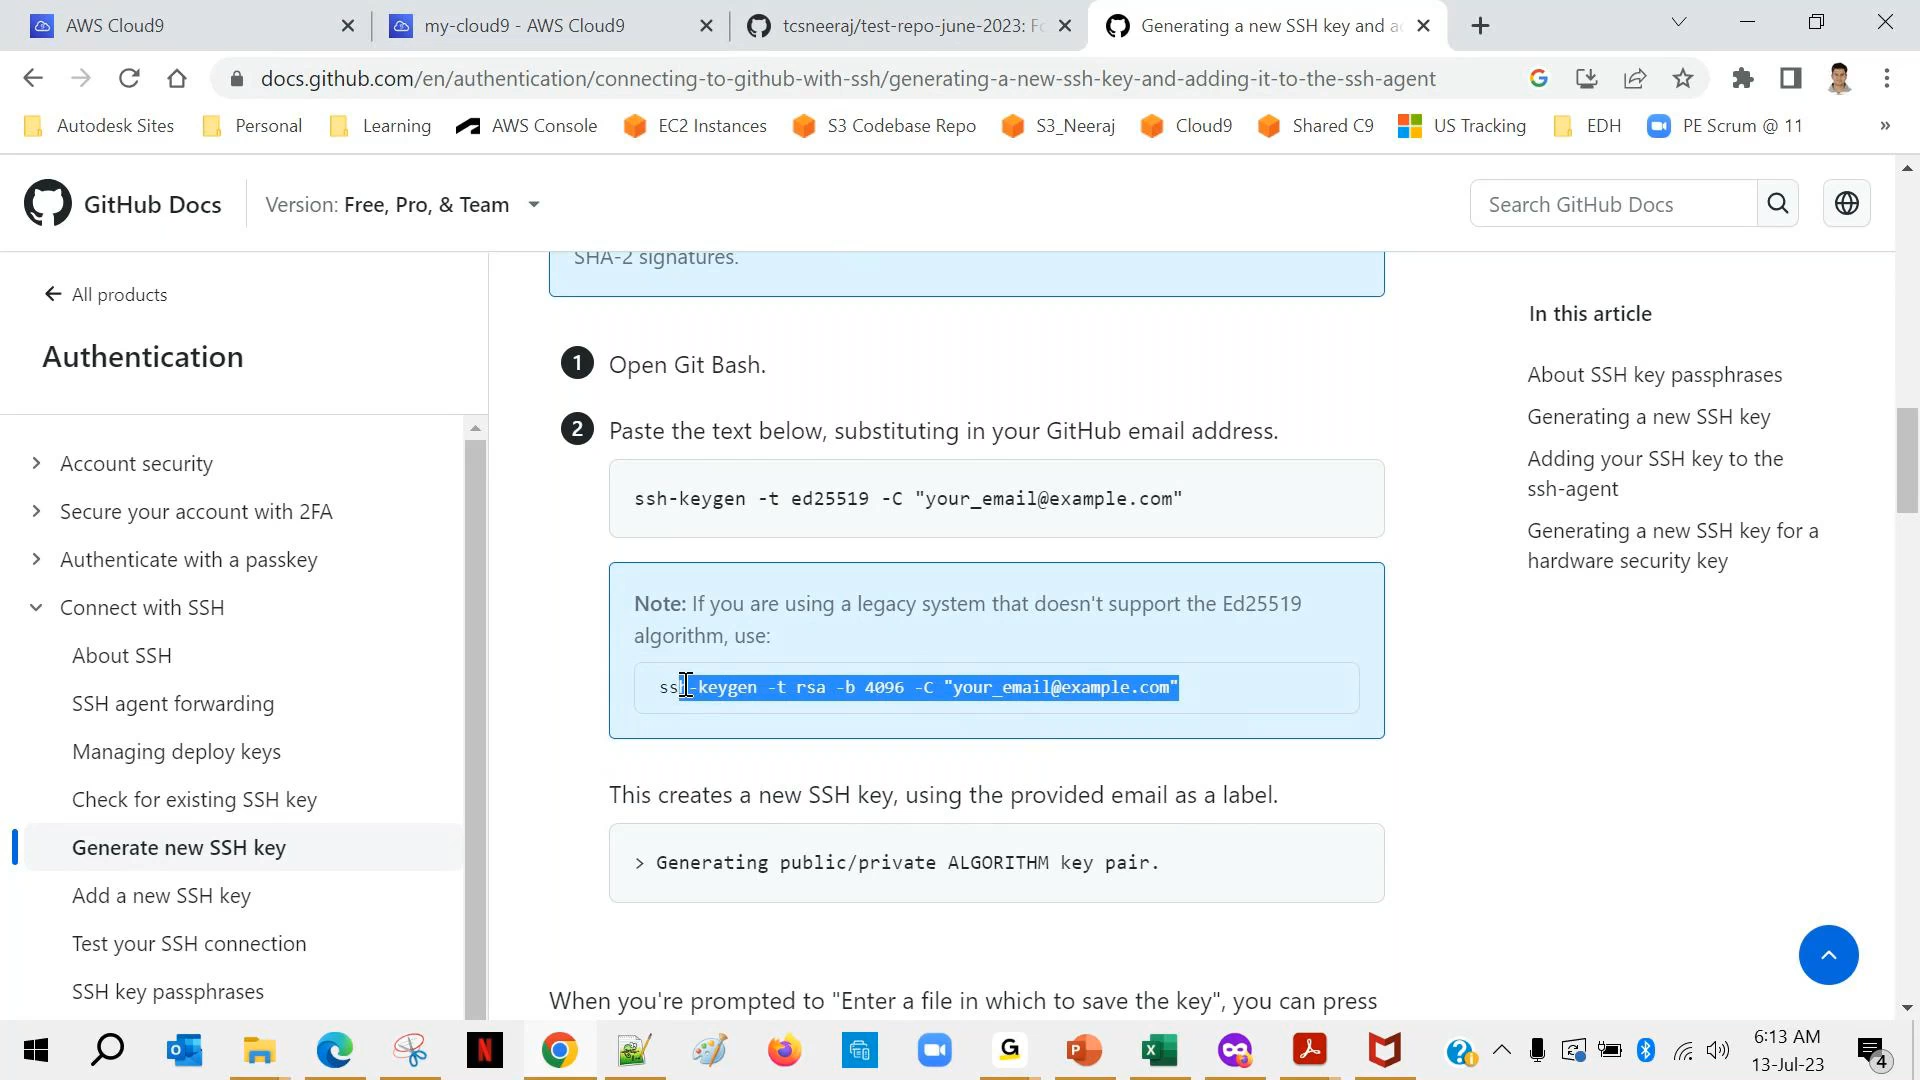 AWS Cloud9
my-cloud9 - AWS Cloud9
tcsneeraj/test-repo-june-2023: Fo
Generating a new SSH key and ad
docs.github.com/en/authentication/connecting-to-github-with-ssh/generating-a-new-ssh-key-and-adding-it-to-the-ssh-agent
Autodesk Sites
Personal
Learning
AWS Console
EC2 Instances
S3 Codebase Repo
S3_Neeraj
Cloud9
Shared C9
US Tracking
EDH
PE Scrum @ 11
»
GitHub Docs
Version: Free, Pro, & Team
Search GitHub Docs
All products
Authentication
Account security
Secure your account with 2FA
Authenticate with a passkey
Connect with SSH
About SSH
SSH agent forwarding
Managing deploy keys
Check for existing SSH key
Generate new SSH key
Add a new SSH key
Test your SSH connection
SSH key passphrases
SHA-2 signatures.
1 Open Git Bash.
2 Paste the text below, substituting in your GitHub email address.
ssh-keygen -t ed25519 -C "your_email@example.com"
Note: If you are using a legacy system that doesn't support the Ed25519
algorithm, use:
ssh-keygen -t rsa -b 4096 -C "your_email@example.com"
This creates a new SSH key, using the provided email as a label.
> Generating public/private ALGORITHM key pair.
When you're prompted to "Enter a file in which to save the key", you can press
In this article
About SSH key passphrases
Generating a new SSH key
Adding your SSH key to the
ssh-agent
Generating a new SSH key for a
hardware security key
6:13 AM
13-Jul-23
4